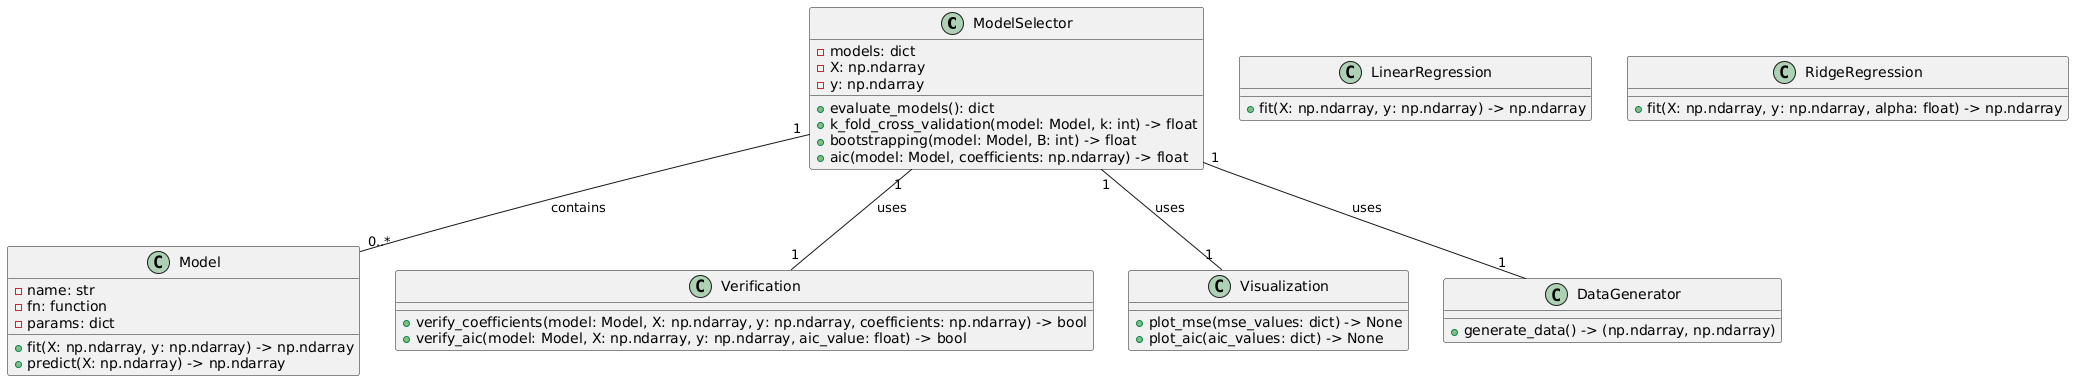 C ModelSelector
models: dict
X: np.ndarray
y: np.ndarray
evaluate_models(): dict
k_fold_cross_validation(model: Model, k: int) -> float
bootstrapping(model: Model, B: int) -> float
aic(model: Model, coefficients: np.ndarray) -> float
C LinearRegression
fit(X: np.ndarray, y: np.ndarray) -> np.ndarray
C RidgeRegression
fit(X: np.ndarray, y: np.ndarray, alpha: float) -> np.ndarray
1
contains
0..*
1
uses
1
1
uses
1
1
uses
1
C Model
name: str
fn: function
params: dict
fit(X: np.ndarray, y: np.ndarray) -> np.ndarray
predict(X: np.ndarray) -> np.ndarray
C Verification
verify_coefficients(model: Model, X: np.ndarray, y: np.ndarray, coefficients: np.ndarray) -> bool
verify_aic(model: Model, X: np.ndarray, y: np.ndarray, aic_value: float) -> bool
C Visualization
plot_mse(mse_values: dict) -> None
plot_aic(aic_values: dict) -> None
C DataGenerator
generate_data() -> (np.ndarray, np.ndarray)